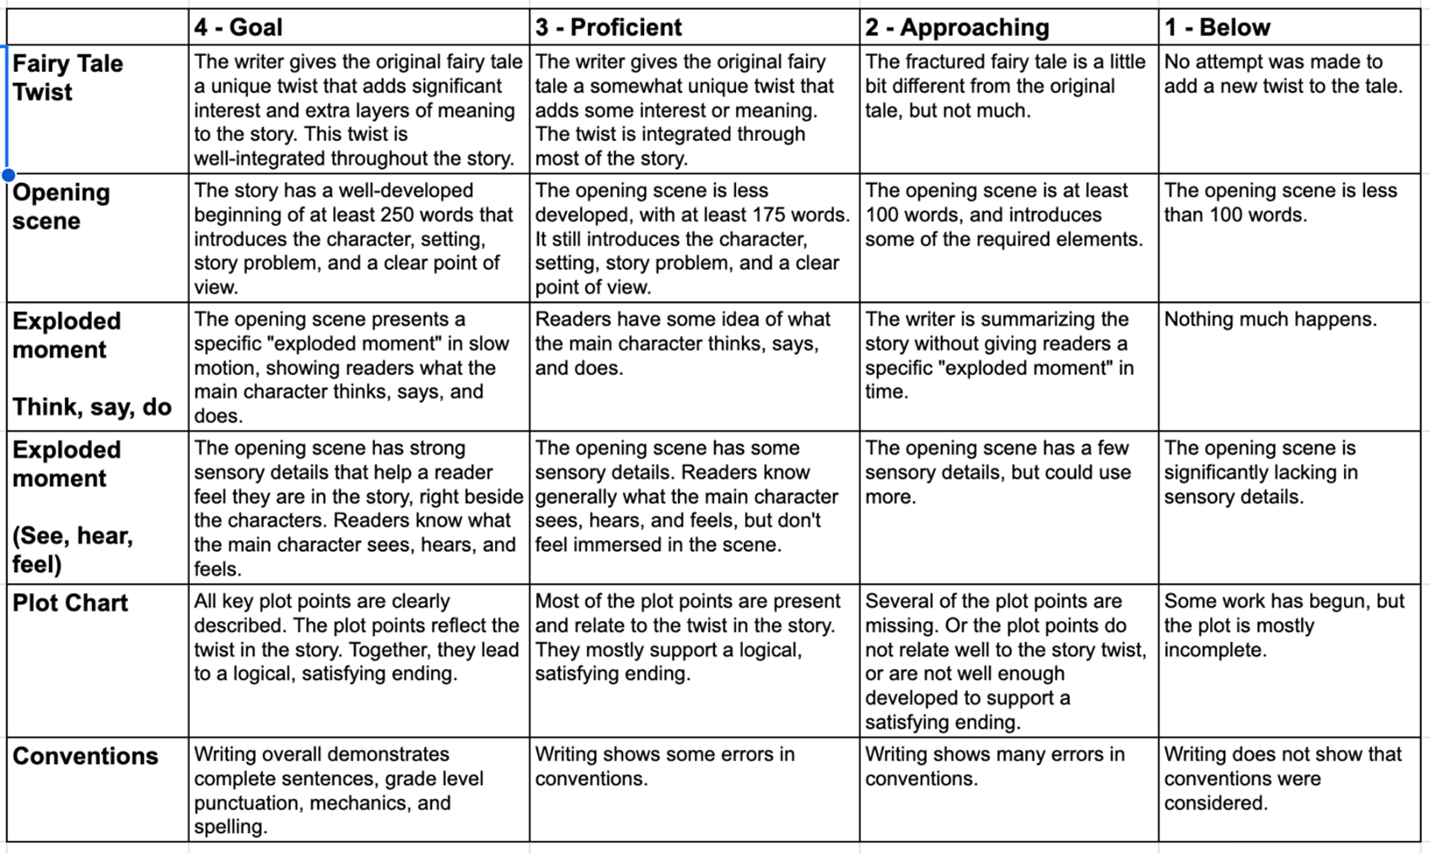 4 - Goal
3 - Proficient
2 - Approaching
1 - Below
Fairy Tale
Twist
The writer gives the original fairy tale
a unique twist that adds significant
interest and extra layers of meaning
to the story. This twist is
well-integrated throughout the story.
The writer gives the original fairy
tale a somewhat unique twist that
adds some interest or meaning.
The twist is integrated through
most of the story.
The fractured fairy tale is a little
bit different from the original
tale, but not much.
No attempt was made to
add a new twist to the tale.
Opening
scene
The story has a well-developed
beginning of at least 250 words that
introduces the character, setting,
story problem, and a clear point of
view.
The opening scene is less
developed, with at least 175 words.
It still introduces the character,
setting, story problem, and a clear
point of view.
The opening scene is at least
100 words, and introduces
some of the required elements.
The opening scene is less
than 100 words.
Exploded
moment
Think, say, do
The opening scene presents a
specific "exploded moment" in slow
motion, showing readers what the
main character thinks, says, and
does.
Readers have some idea of what
the main character thinks, says,
and does.
The writer is summarizing the
story without giving readers a
specific "exploded moment" in
time.
Nothing much happens.
Exploded
moment
(See, hear,
feel)
The opening scene has strong
sensory details that help a reader
feel they are in the story, right beside
the characters. Readers know what
the main character sees, hears, and
feels.
The opening scene has some
sensory details. Readers know
generally what the main character
sees, hears, and feels, but don't
feel immersed in the scene.
The opening scene has a few
sensory details, but could use
more.
The opening scene is
significantly lacking in
sensory details.
Plot Chart
All key plot points are clearly
described. The plot points reflect the
twist in the story. Together, they lead
to a logical, satisfying ending.
Most of the plot points are present
and relate to the twist in the story.
They mostly support a logical,
satisfying ending.
Several of the plot points are
missing. Or the plot points do
not relate well to the story twist,
or are not well enough
developed to support a
satisfying ending.
Some work has begun, but
the plot is mostly
incomplete.
Conventions
Writing overall demonstrates
complete sentences, grade level
punctuation, mechanics, and
spelling.
Writing shows some errors in
conventions.
Writing shows many errors in
conventions.
Writing does not show that
conventions were
considered.